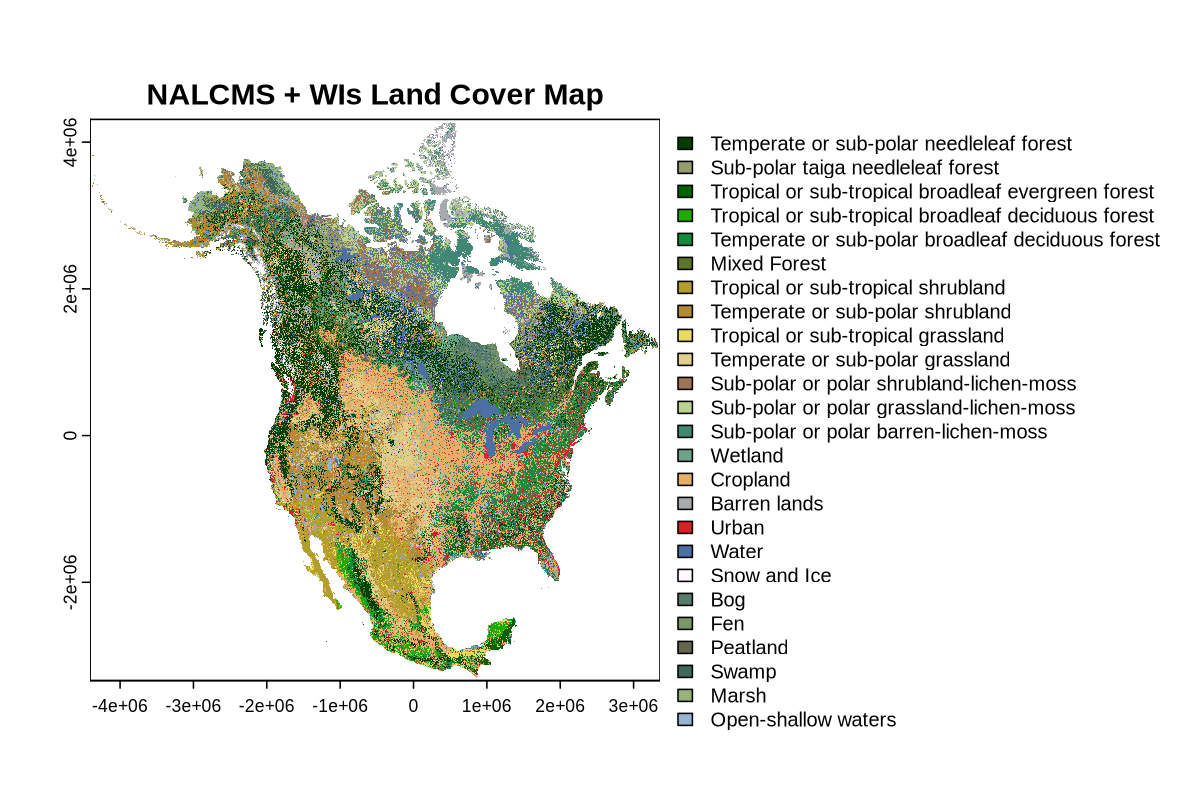 NALCMS + WIs Land Cover Map
4e+06
2e+06
0
-2e+06
-4e+06 -3e+06 -2e+06 -1e+06 0 1e+06 2e+06 3e+06
Temperate or sub-polar needleleaf forest
Sub-polar taiga needleleaf forest
Tropical or sub-tropical broadleaf evergreen forest
Tropical or sub-tropical broadleaf deciduous forest
Temperate or sub-polar broadleaf deciduous forest
Mixed Forest
Tropical or sub-tropical shrubland
Temperate or sub-polar shrubland
Tropical or sub-tropical grassland
Temperate or sub-polar grassland
Sub-polar or polar shrubland-lichen-moss
Sub-polar or polar grassland-lichen-moss
Sub-polar or polar barren-lichen-moss
Wetland
Cropland
Barren lands
Urban
Water
Snow and Ice
Bog
Fen
Peatland
Swamp
Marsh
Open-shallow waters